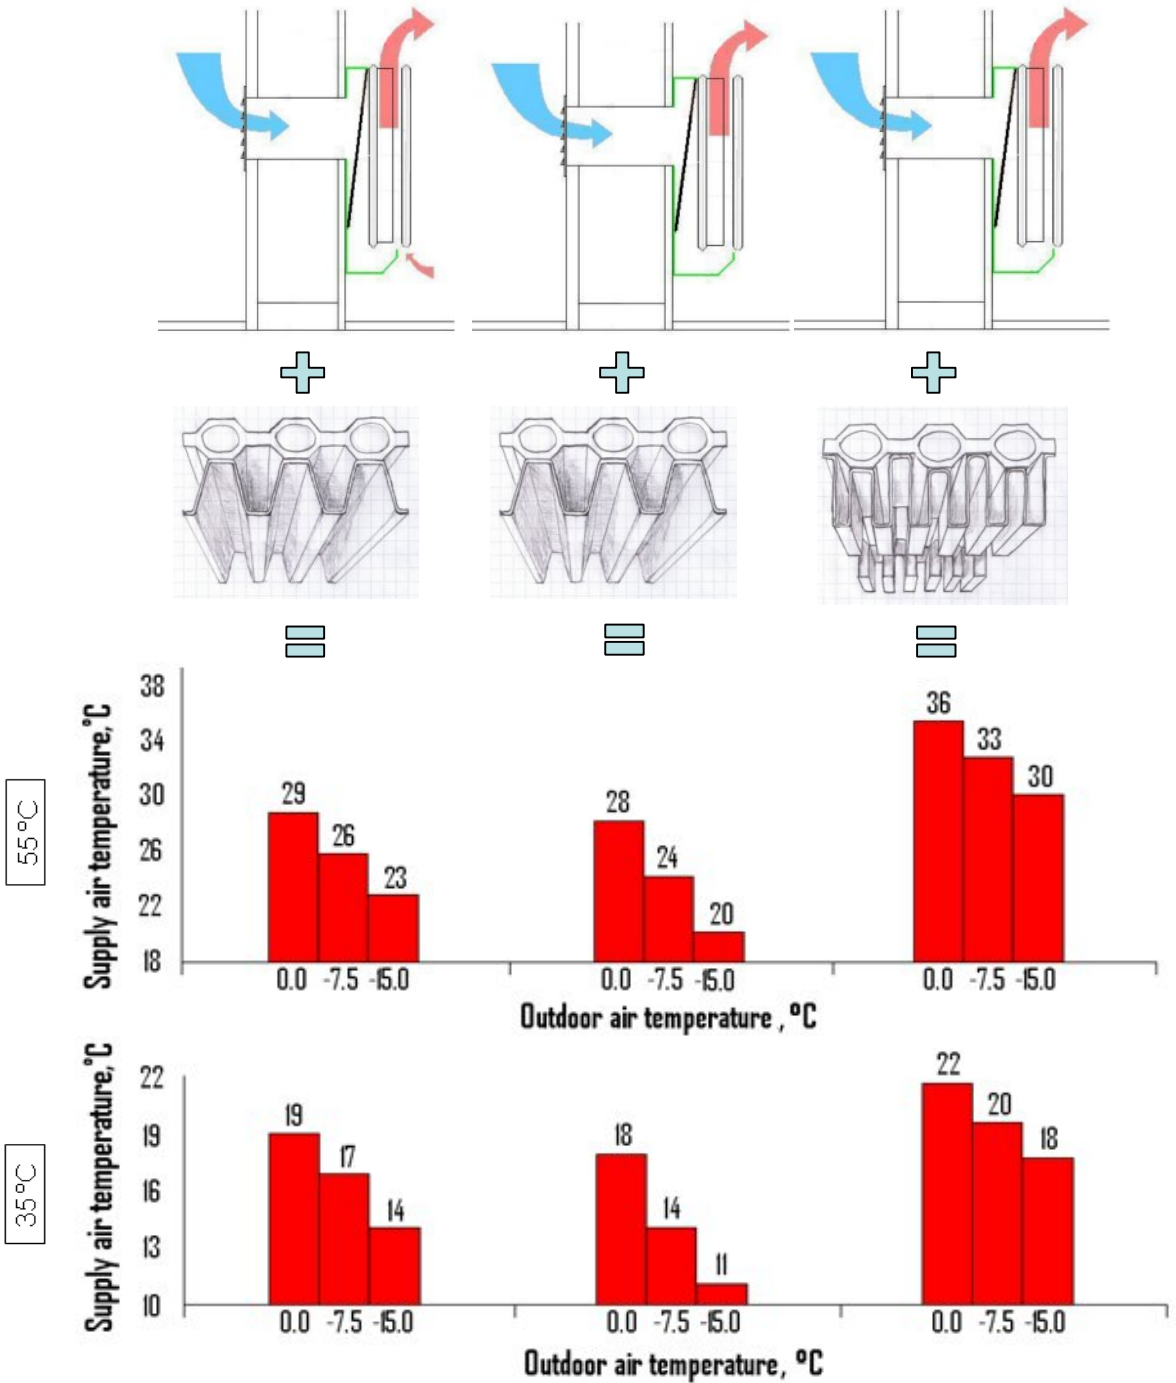 38
34
30
26
22
18
Supply air temperature,°C
55°C
29
26
23
28
24
20
36
33
30
0.0 -7.5 -15.0
0.0 -7.5 -15.0
0.0 -7.5 -15.0
Outdoor air temperature , °C
22
19
16
13
10
Supply air temperature,°C
35°C
19
17
14
18
14
11
22
20
18
0.0 -7.5 -15.0
0.0 -7.5 -15.0
0.0 -7.5 -15.0
Outdoor air temperature, °C